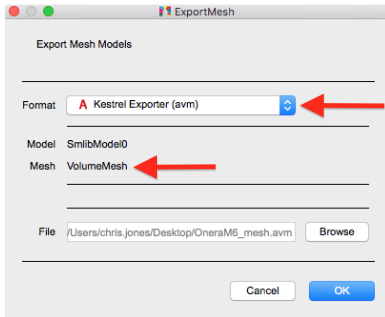 ExportMesh
Export Mesh Models
Format A Kestrel Exporter (avm)
Model SmlibModel0
Mesh VolumeMesh
File /Users/chris.jones/Desktop/OneraM6_mesh.avm Browse
Cancel OK